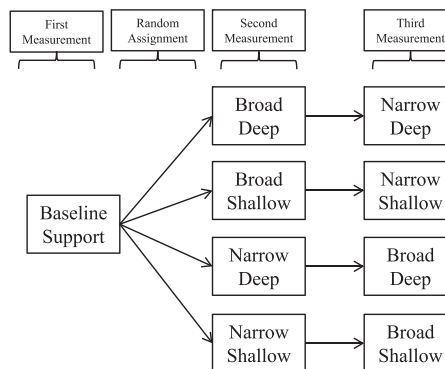 First
Measurement
Random
Assignment
Second
Measurement
Third
Measurement
Broad
Deep
Narrow
Deep
Broad
Shallow
Narrow
Shallow
Baseline
Support
Narrow
Deep
Broad
Deep
Narrow
Shallow
Broad
Shallow